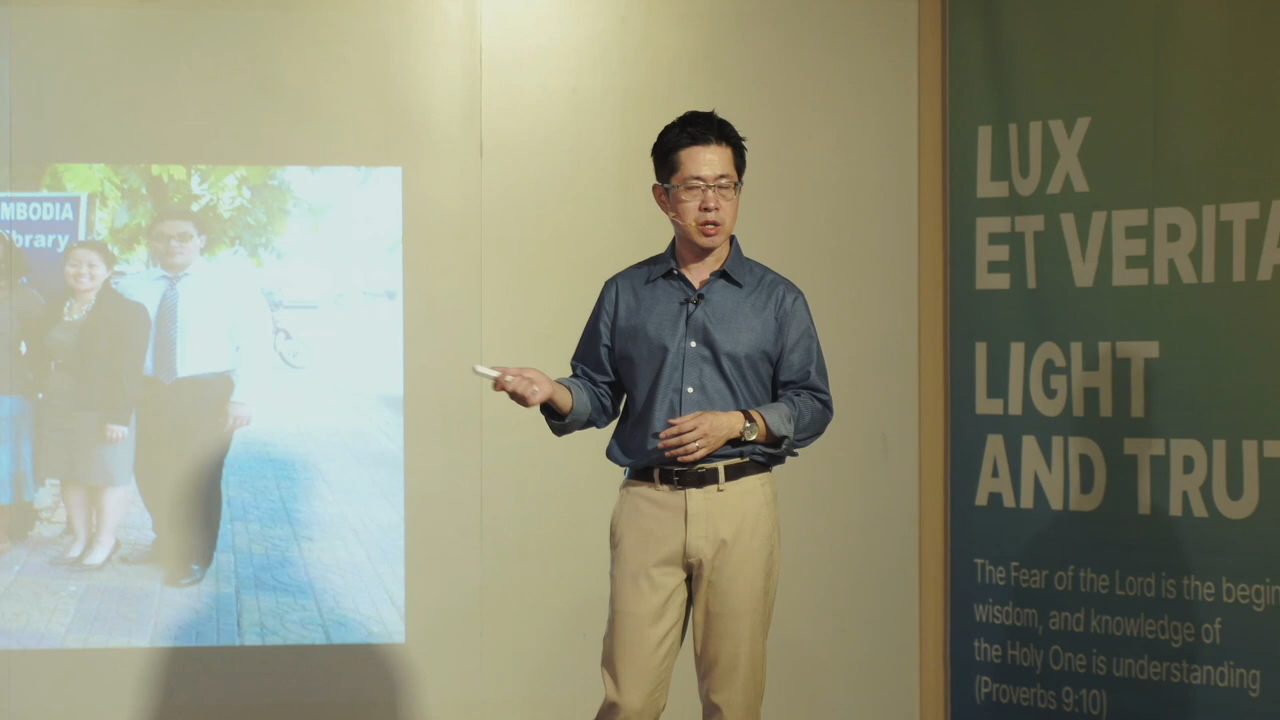 MBODIA
ibrary
LUX
ET VERITA
LIGHT
AND TRUT
The Fear of the Lord is the begin
wisdom, and knowledge of
the Holy One is understanding
(Proverbs 9:10)